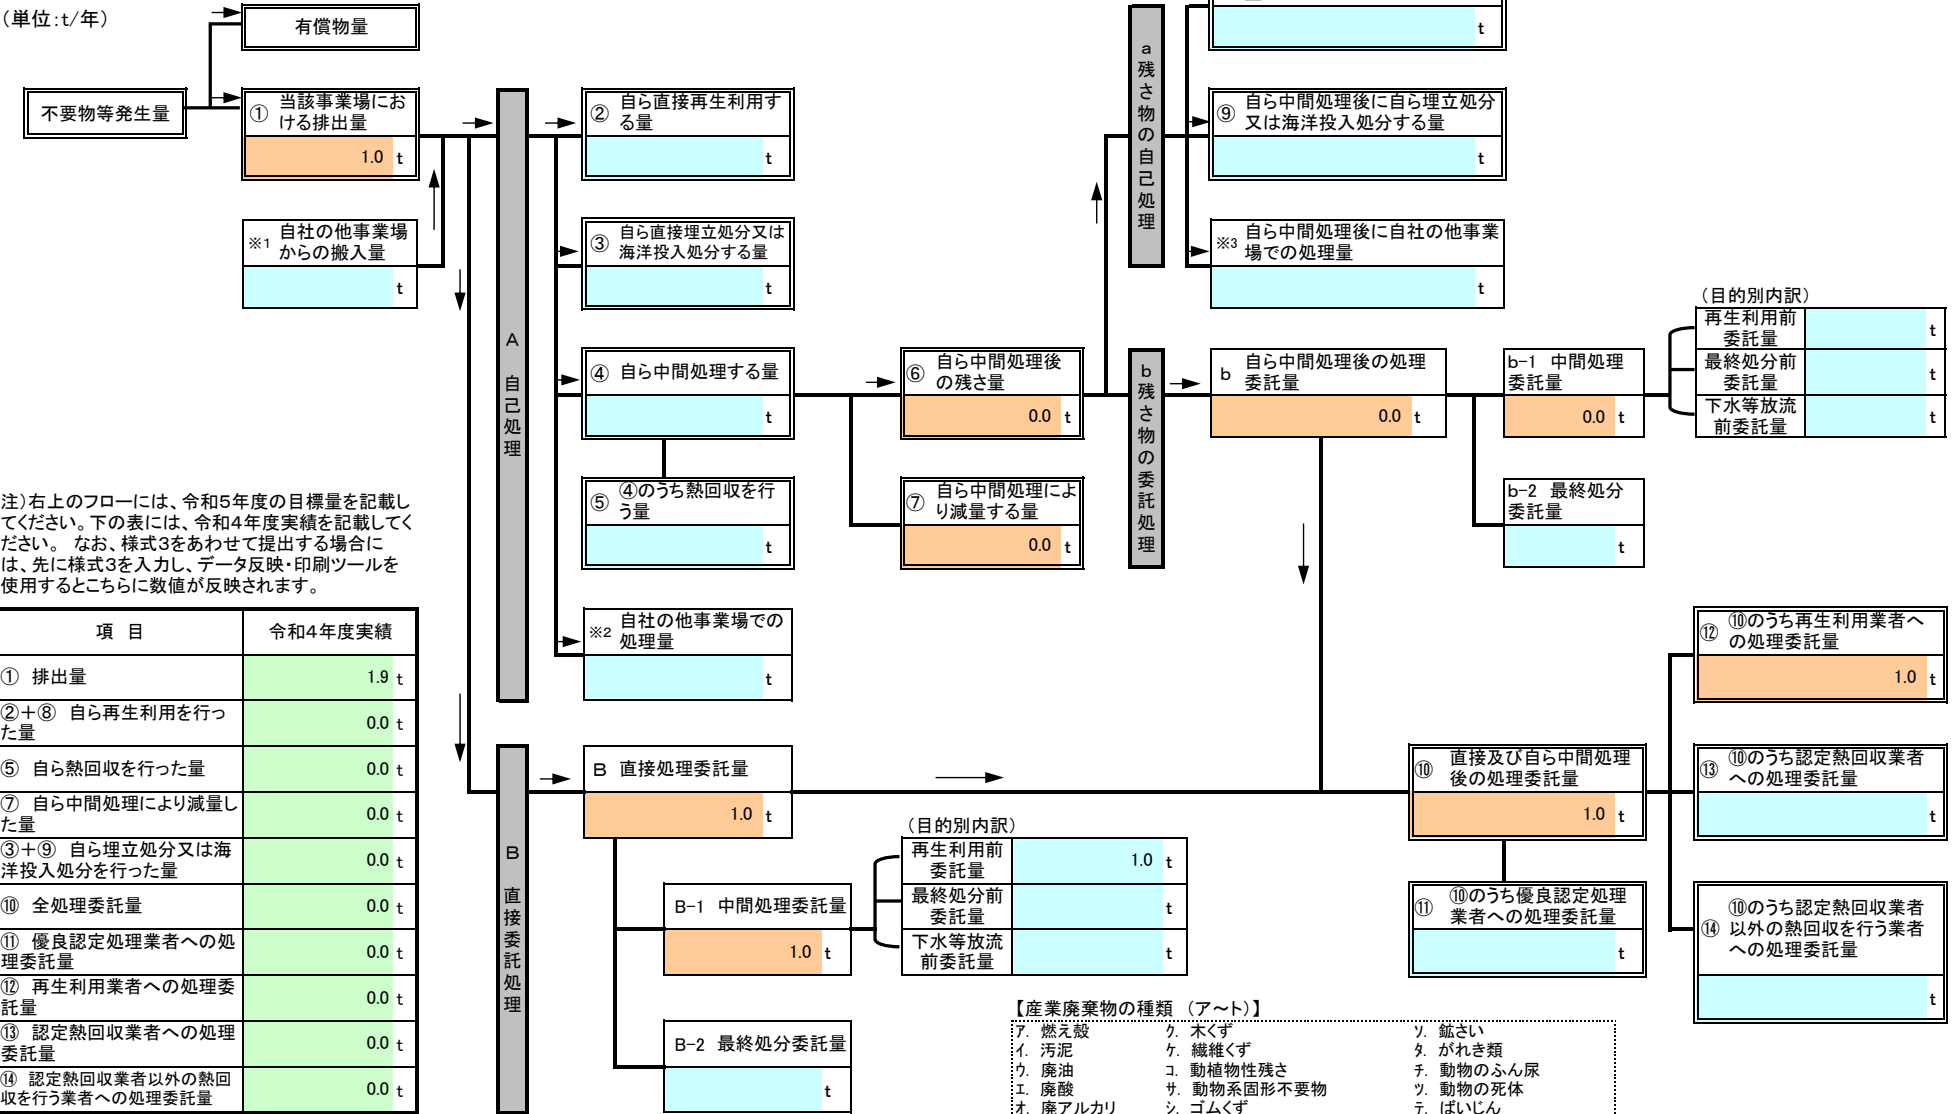 (単位:t/年)
有償物量
不要物等発生量
① 当該事業場にお
ける排出量
1.0 t
※1 自社の他事業場
からの搬入量
t
A 自己処理
② 自ら直接再生利用す
る量
t
③ 自ら直接埋立処分又は
海洋投入処分する量
t
④ 自ら中間処理する量
t
⑤ ④のうち熱回収を行
う量
t
※2 自社の他事業場での
処理量
t
⑥ 自ら中間処理後
の残さ量
0.0 t
⑦ 自ら中間処理によ
り減量する量
0.0 t
a 残さ物の自己処理
t
⑨ 自ら中間処理後に自ら埋立処分
又は海洋投入処分する量
t
※3 自ら中間処理後に自社の他事業
場での処理量
t
b 残さ物の委託処理
b 自ら中間処理後の処理
委託量
0.0 t
b-1 中間処理
委託量
0.0 t
b-2 最終処分
委託量
t
(目的別内訳)
再生利用前
委託量
t
最終処分前
委託量
t
下水等放流
前委託量
t
注)右上のフローには、令和5年度の目標量を記載し
てください。下の表には、令和4年度実績を記載してく
ださい。 なお、様式3をあわせて提出する場合に
は、先に様式3を入力し、データ反映・印刷ツールを
使用するとこちらに数値が反映されます。
項 目 令和4年度実績
① 排出量 1.9 t
②+⑧ 自ら再生利用を行っ
た量 0.0 t
⑤ 自ら熱回収を行った量 0.0 t
⑦ 自ら中間処理により減量し
た量 0.0 t
③+⑨ 自ら埋立処分又は海
洋投入処分を行った量 0.0 t
⑩ 全処理委託量 0.0 t
⑪ 優良認定処理業者への処
理委託量 0.0 t
⑫ 再生利用業者への処理委
託量 0.0 t
⑬ 認定熱回収業者への処理
委託量 0.0 t
⑭ 認定熱回収業者以外の熱回
収を行う業者への処理委託量 0.0 t
B 直接委託処理
B 直接処理委託量
1.0 t
B-1 中間処理委託量
1.0 t
B-2 最終処分委託量
t
(目的別内訳)
再生利用前
委託量
1.0 t
最終処分前
委託量
t
下水等放流
前委託量
t
⑩ 直接及び自ら中間処理
後の処理委託量
1.0 t
⑪ ⑩のうち優良認定処理
業者への処理委託量
t
⑫ ⑩のうち再生利用業者へ
の処理委託量
1.0 t
⑬ ⑩のうち認定熱回収業者
への処理委託量
t
⑭ ⑩のうち認定熱回収業者
以外の熱回収を行う業者
への処理委託量
t
【産業廃棄物の種類 (ア~ト)】
ア. 燃え殻 ク. 木くず ソ. 鉱さい
イ. 汚泥 ケ. 繊維くず タ. がれき類
ウ. 廃油 コ. 動植物性残さ チ. 動物のふん尿
エ. 廃酸 サ. 動物系固形不要物 ツ. 動物の死体
オ. 廃アルカリ シ. ゴムくず テ. ばいじん